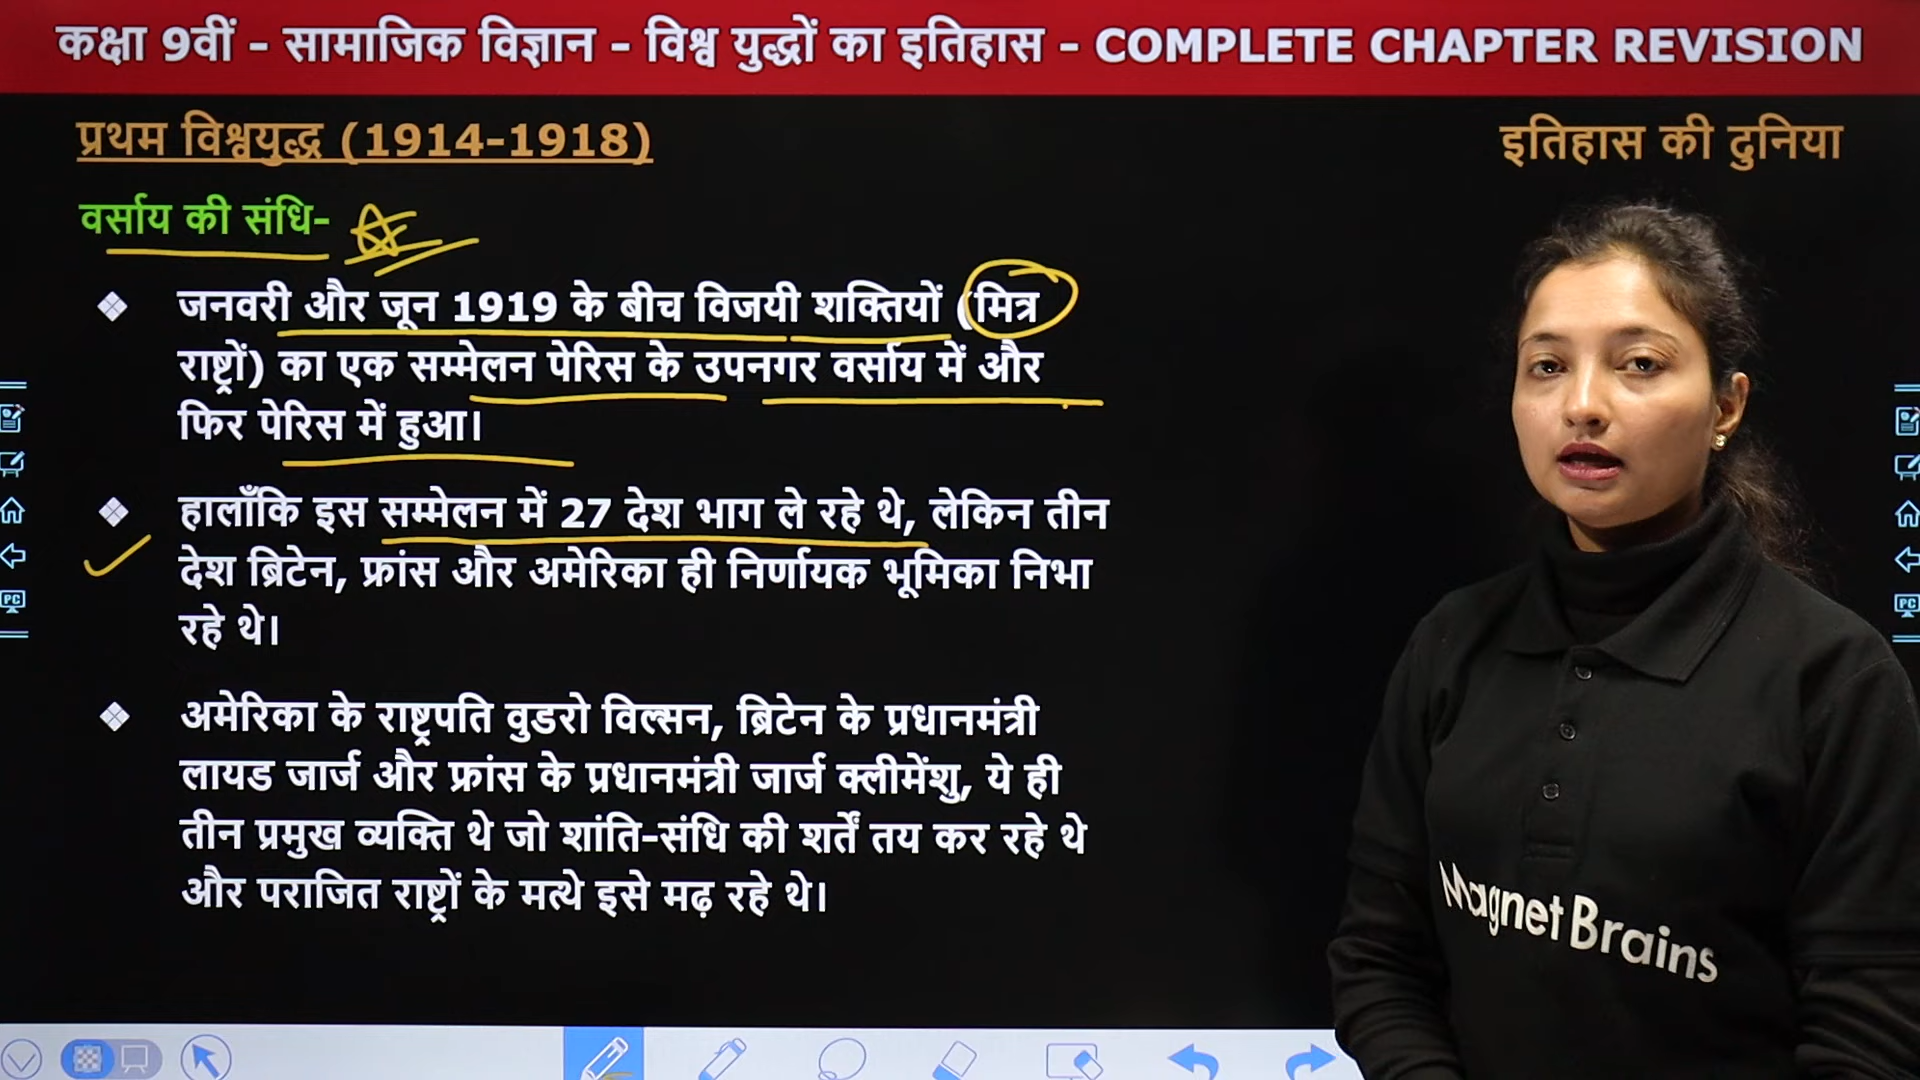 कक्षा 9वीं - सामाजिक विज्ञान - विश्व युद्धों का इतिहास - COMPLETE CHAPTER REVISION
प्रथम विश्वयुद्ध (1914-1918)
इतिहास की दुनिया
वर्साय की संधि-
❖ जनवरी और जून 1919 के बीच विजयी शक्तियों (मित्र
राष्ट्रों) का एक सम्मेलन पेरिस के उपनगर वर्साय में और
फिर पेरिस में हुआ।
❖ हालाँकि इस सम्मेलन में 27 देश भाग ले रहे थे, लेकिन तीन
देश ब्रिटेन, फ्रांस और अमेरिका ही निर्णायक भूमिका निभा
रहे थे।
❖ अमेरिका के राष्ट्रपति वुडरो विल्सन, ब्रिटेन के प्रधानमंत्री
लायड जार्ज और फ्रांस के प्रधानमंत्री जार्ज क्लीमेंशु, ये ही
तीन प्रमुख व्यक्ति थे जो शांति-संधि की शर्तें तय कर रहे थे
और पराजित राष्ट्रों के मत्थे इसे मढ़ रहे थे।
Magnet Brains
PC
PC